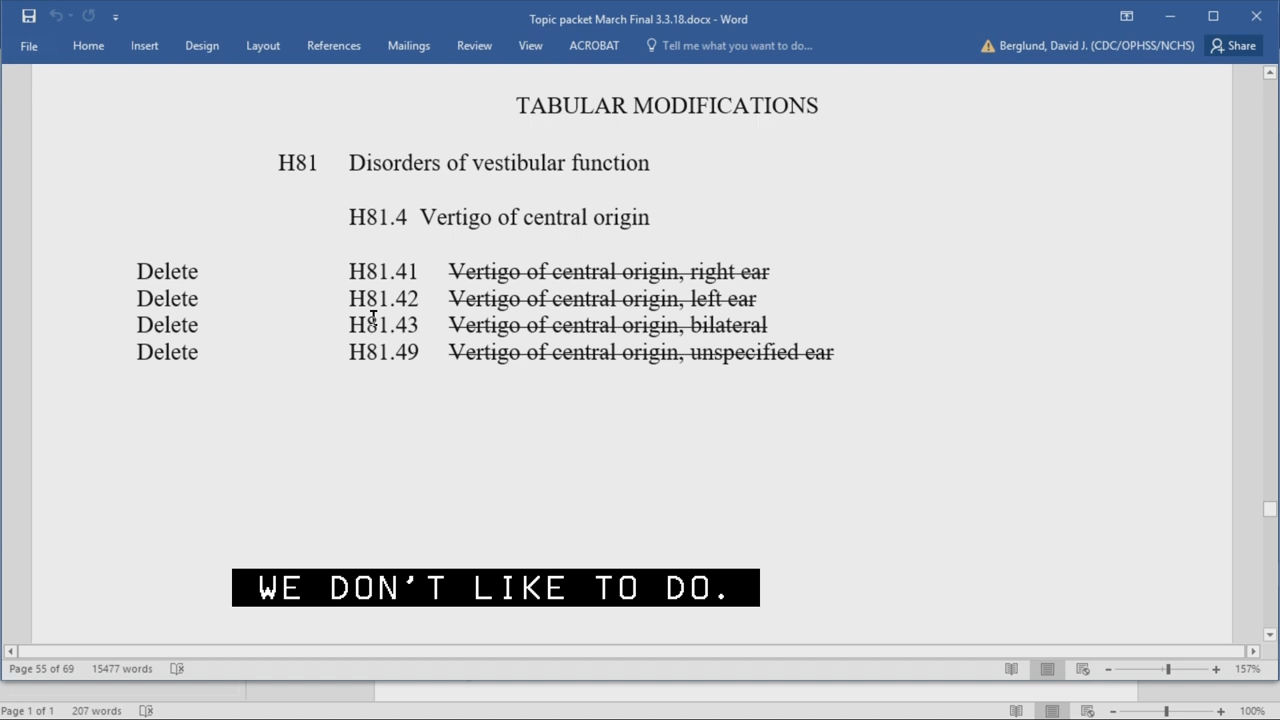 Topic packet March Final 3.3.18.docx - Word
File Home Insert Design Layout References Mailings Review View ACROBAT Tell me what you want to do... Berglund, David J. (CDC/OPHSS/NCHS) Share
TABULAR MODIFICATIONS
H81 Disorders of vestibular function
H81.4 Vertigo of central origin
Delete H81.41 Vertigo of central origin, right ear
Delete H81.42 Vertigo of central origin, left ear
Delete H81.43 Vertigo of central origin, bilateral
Delete H81.49 Vertigo of central origin, unspecified ear
WE DON'T LIKE TO DO.
Page 55 of 69 15477 words 157%
Page 1 of 1 207 words 100%